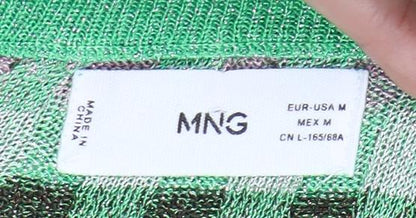 MADE IN
CHINA
MNG
EUR-USA M
MEX M
CN L-165/68A